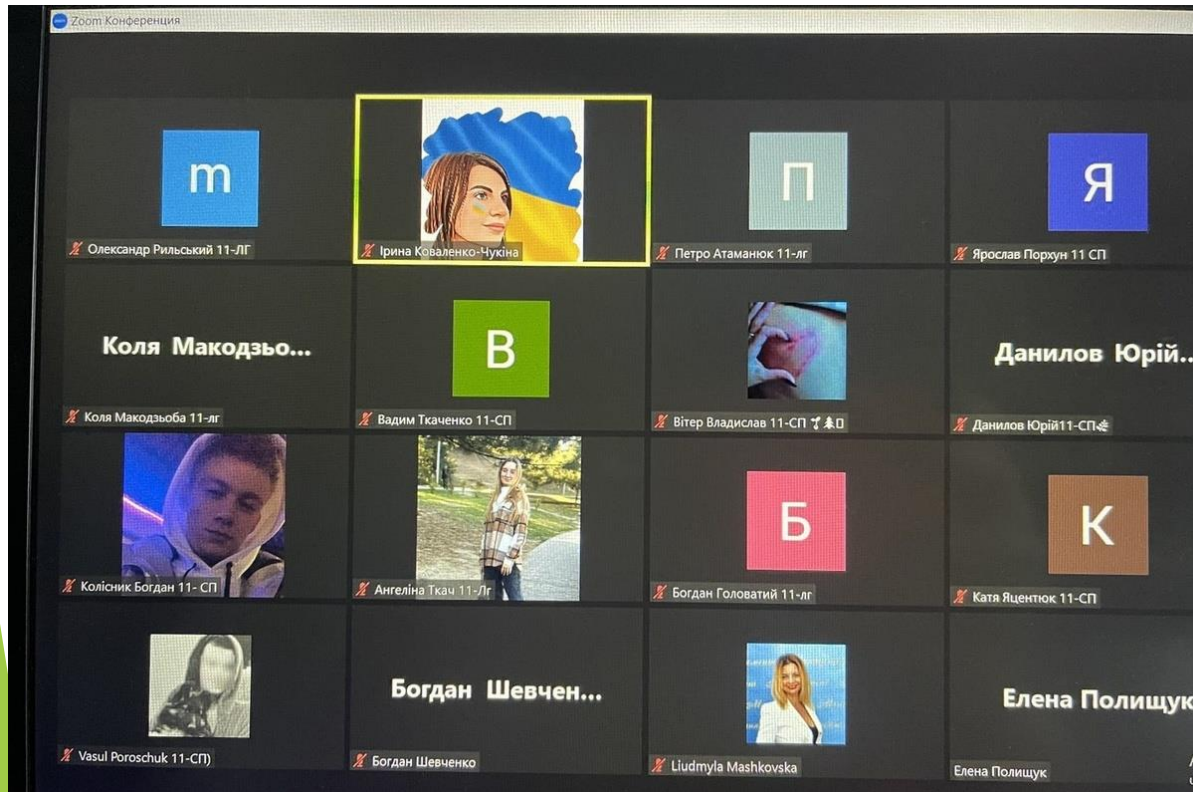 zoom Zoom Конференция
m
Олександр Рильський 11-ЛГ
Ірина Коваленко-Чукіна
П
Петро Атаманюк 11-лг
Я
Ярослав Порхун 11 СП
Коля Макодзьо...
Коля Макодзьоба 11-лг
В
Вадим Ткаченко 11-СП
Вітер Владислав 11-СП
Данилов Юрій..
Данилов Юрій11-СП
Колісник Богдан 11- СП
Ангеліна Ткач 11-Лг
Б
Богдан Головатий 11-лг
К
Катя Яцентюк 11-СП
Vasul Poroschuk 11-СП)
Богдан Шевчен...
Богдан Шевченко
Liudmyla Mashkovska
Елена Полищук
Елена Полищук